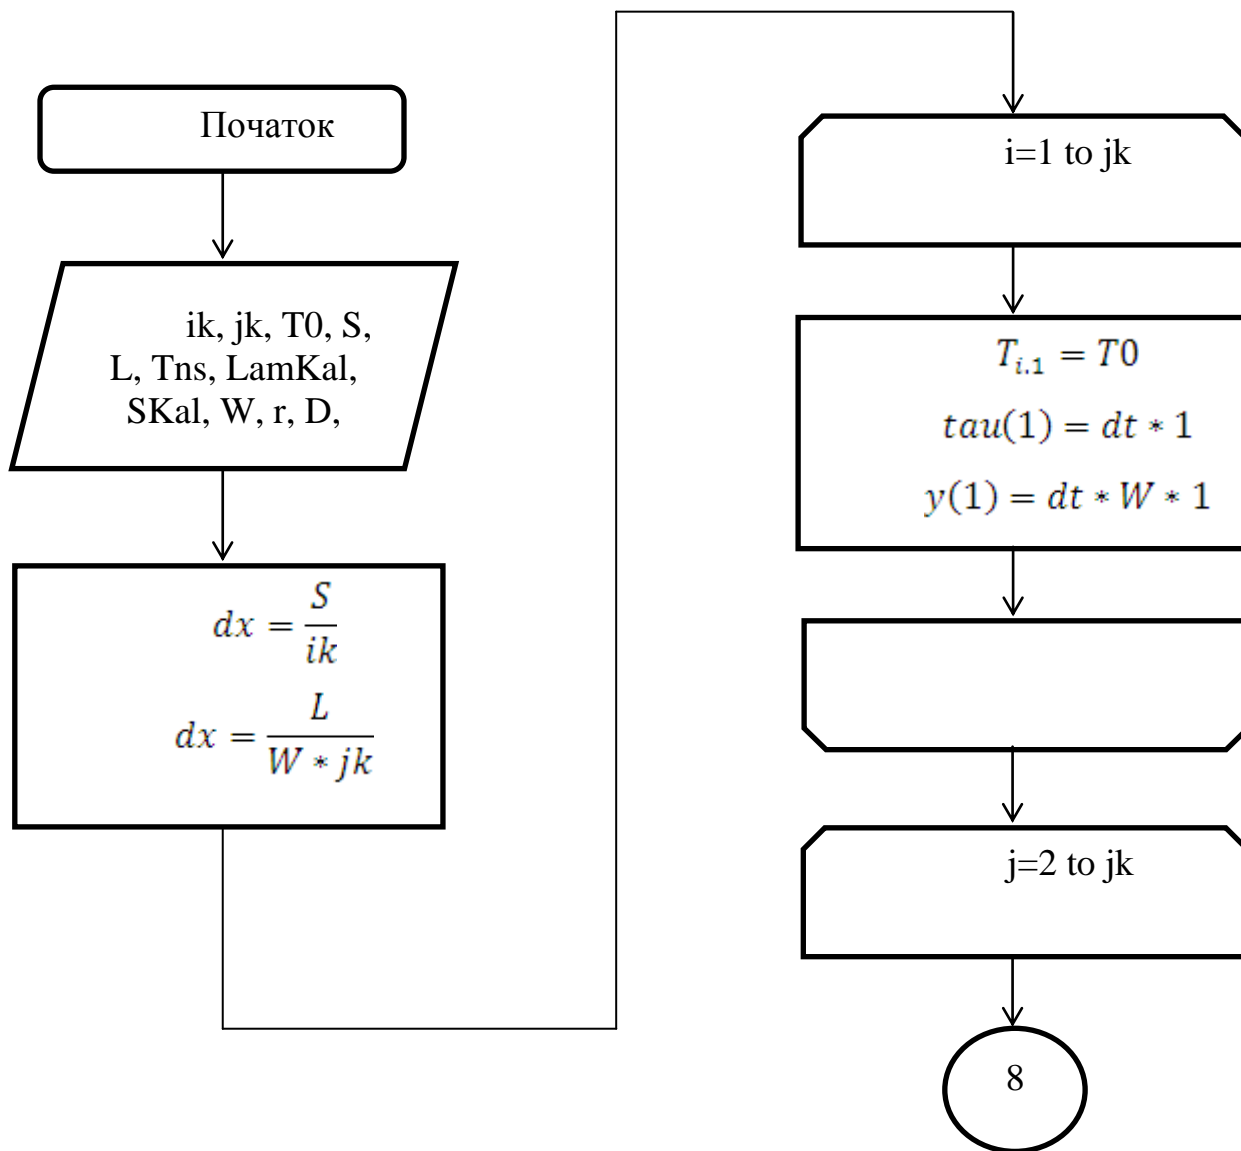 Початок
ik, jk, T0, S,
L, Tns, LamKal,
SKal, W, r, D,
dx = S/ik
dx = L/(W * jk)
i=1 to jk
T_{i.1} = T0
tau(1) = dt * 1
y(1) = dt * W * 1
j=2 to jk
8